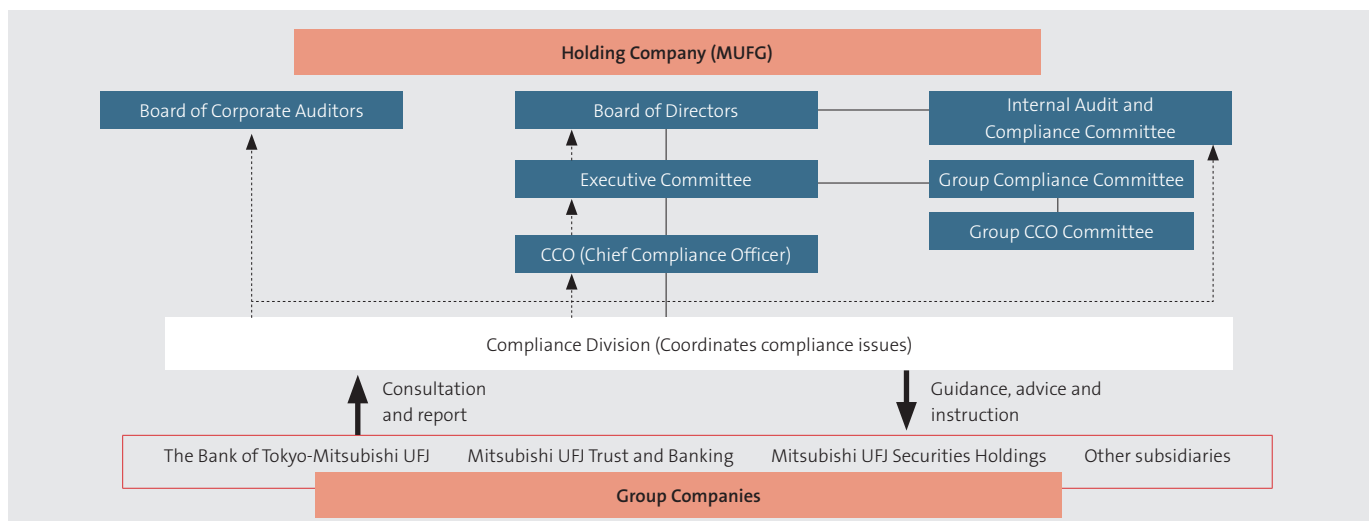 Holding Company (MUFG)
Board of Corporate Auditors
Board of Directors
Internal Audit and
Compliance Committee
Executive Committee
Group Compliance Committee
Group CCO Committee
CCO (Chief Compliance Officer)
Compliance Division (Coordinates compliance issues)
Consultation
and report
Guidance, advice and
instruction
The Bank of Tokyo-Mitsubishi UFJ
Mitsubishi UFJ Trust and Banking
Mitsubishi UFJ Securities Holdings
Other subsidiaries
Group Companies